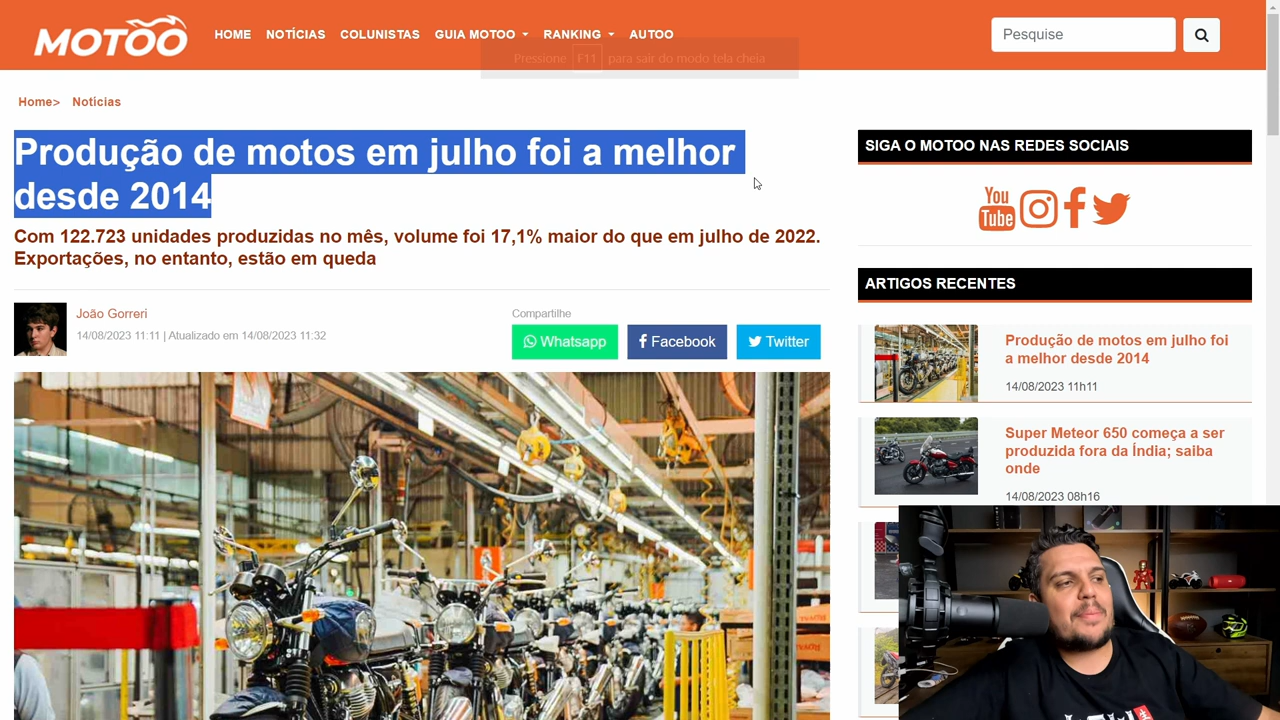 MOTOO
HOME NOTÍCIAS COLUNISTAS GUIA MOTOO RANKING AUTOO
Pesquise
Pressione F11 para sair do modo tela cheia
Home> Notícias
Produção de motos em julho foi a melhor
desde 2014
Com 122.723 unidades produzidas no mês, volume foi 17,1% maior do que em julho de 2022.
Exportações, no entanto, estão em queda
João Gorreri
14/08/2023 11:11 | Atualizado em 14/08/2023 11:32
Compartilhe
Whatsapp
Facebook
Twitter
SIGA O MOTOO NAS REDES SOCIAIS
You
Tube
ARTIGOS RECENTES
Produção de motos em julho foi
a melhor desde 2014
14/08/2023 11h11
Super Meteor 650 começa a ser
produzida fora da Índia; saiba
onde
14/08/2023 08h16